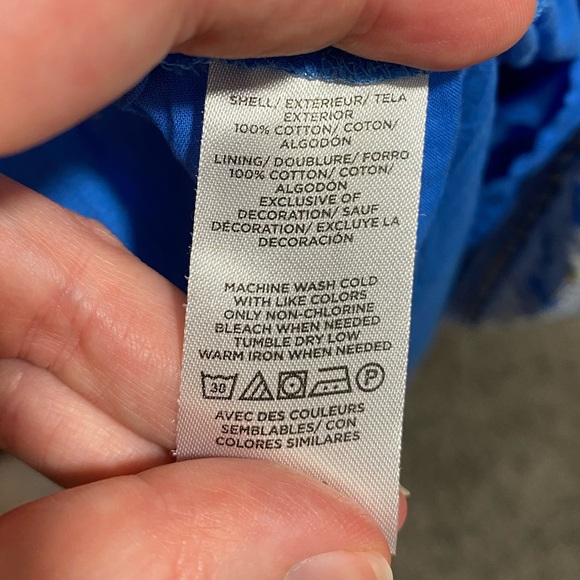 SHELL/ EXTÉRIEUR/ TELA
EXTERIOR
100% COTTON/ COTON/
ALGODÓN
LINING/ DOUBLURE/ FORRO
100% COTTON/ COTON/
ALGODÓN
EXCLUSIVE OF
DECORATION/ SAUF
DÉCORATION/ EXCLUYE LA
DECORACIÓN
MACHINE WASH COLD
WITH LIKE COLORS
ONLY NON-CHLORINE
BLEACH WHEN NEEDED
TUMBLE DRY LOW
WARM IRON WHEN NEEDED
30 P
AVEC DES COULEURS
SEMBLABLES/ CON
COLORES SIMILARES